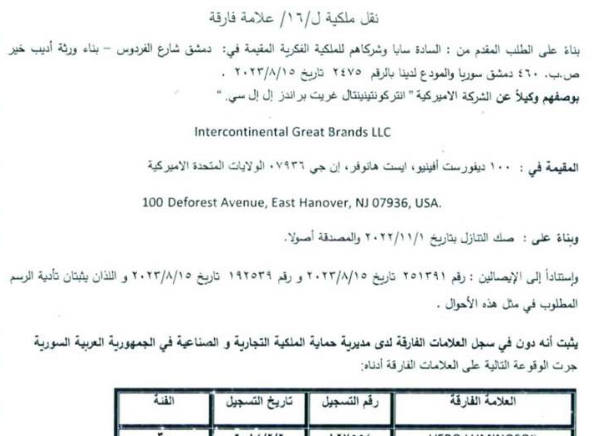 نقل ملكية ل/١٦/ علامة فارقة
بناءً على الطلب المقدم من : السادة سابا وشركاهم للملكية الفكرية المقيمة في: دمشق شارع الفردوس – بناء ورثة أديب خير
ص.ب. ٤٦٠ دمشق سوريا والمودع لدينا بالرقم ٢٤٧٥ تاريخ ٢٠٢٣/٨/١٥ .
بوصفهم وكيلاً عن الشركة الاميركية " انتركونتيننتال غريت براندز إل إل سي. "
Intercontinental Great Brands LLC
المقيمة في : ١٠٠ ديفورست أفينيو، ايست هانوفر، إن جي ٠٧٩٣٦ الولايات المتحدة الاميركية
100 Deforest Avenue, East Hanover, NJ 07936, USA.
وبناة على : صك التنازل بتاريخ ٢٠٢٢/١١/١ والمصدقة أصولا.
وإستناداً إلى الإيصالين : رقم ٢٥١٣٩١ تاريخ ٢٠٢٣/٨/١٥ و رقم ١٩٢٥٣٩ تاريخ ٢٠٢٣/٨/١٥ و اللذان يثبتان تأدية الرسم
المطلوب في مثل هذه الأحوال .
يثبت أنه دون في سجل العلامات الفارقة لدى مديرية حماية الملكية التجارية و الصناعية في الجمهورية العربية السورية
جرت الوقوعة التالية على العلامات الفارقة أدناه:
العلامة الفارقة رقم التسجيل تاريخ التسجيل الفئة